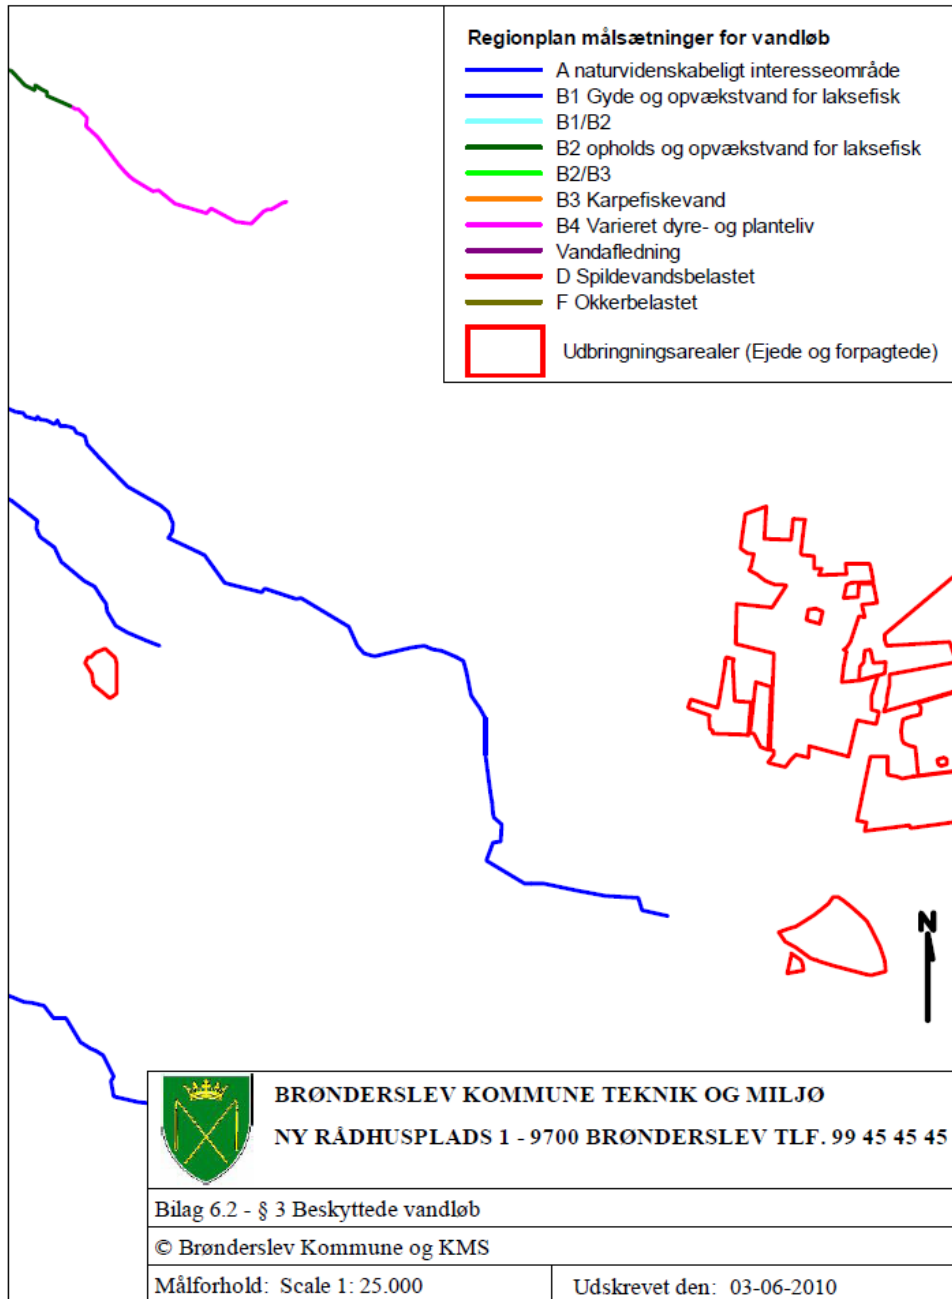 Regionplan målsætninger for vandløb
A naturvidenskabeligt interesseområde
B1 Gyde og opvækstvand for laksefisk
B1/B2
B2 opholds og opvækstvand for laksefisk
B2/B3
B3 Karpefiskevand
B4 Varieret dyre- og planteliv
Vandafledning
D Spildevandsbelastet
F Okkerbelastet
Udbringningsarealer (Ejede og forpagtede)
N
BRØNDERSLEV KOMMUNE TEKNIK OG MILJØ
NY RÅDHUSPLADS 1 - 9700 BRØNDERSLEV TLF. 99 45 45 45
Bilag 6.2 - § 3 Beskyttede vandløb
© Brønderslev Kommune og KMS
Målforhold: Scale 1: 25.000
Udskrevet den: 03-06-2010